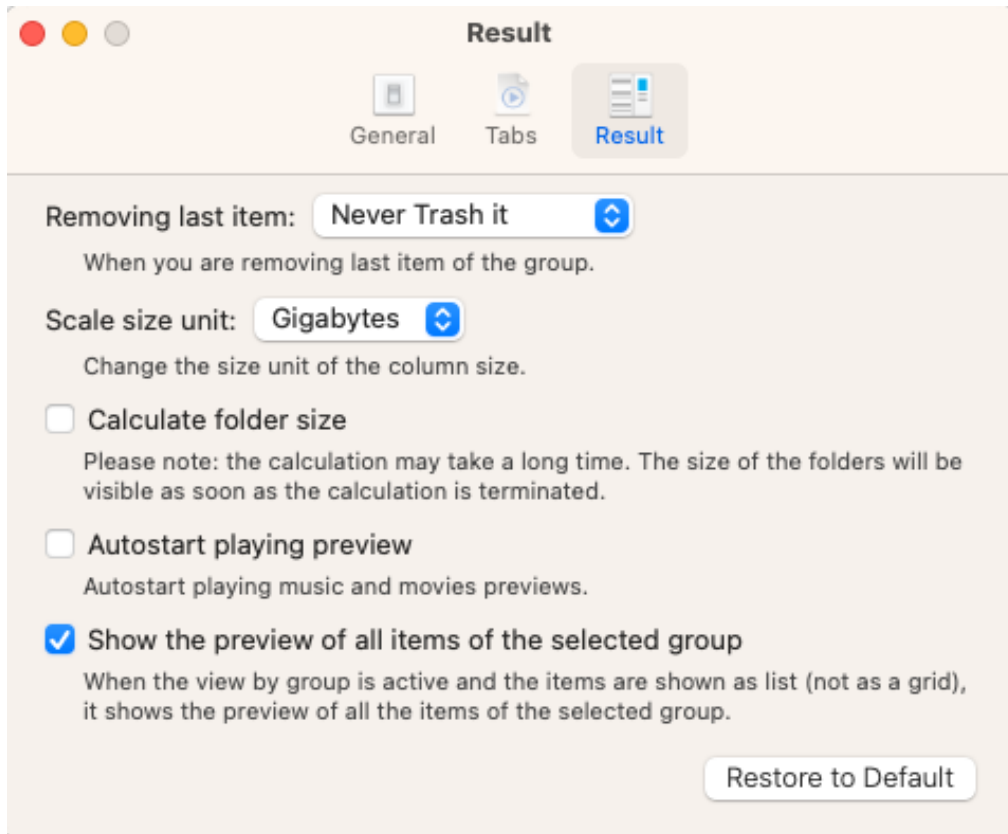 Result
General Tabs Result
Removing last item: Never Trash it
When you are removing last item of the group.
Scale size unit: Gigabytes
Change the size unit of the column size.
Calculate folder size
Please note: the calculation may take a long time. The size of the folders will be
visible as soon as the calculation is terminated.
Autostart playing preview
Autostart playing music and movies previews.
Show the preview of all items of the selected group
When the view by group is active and the items are shown as list (not as a grid),
it shows the preview of all the items of the selected group.
Restore to Default